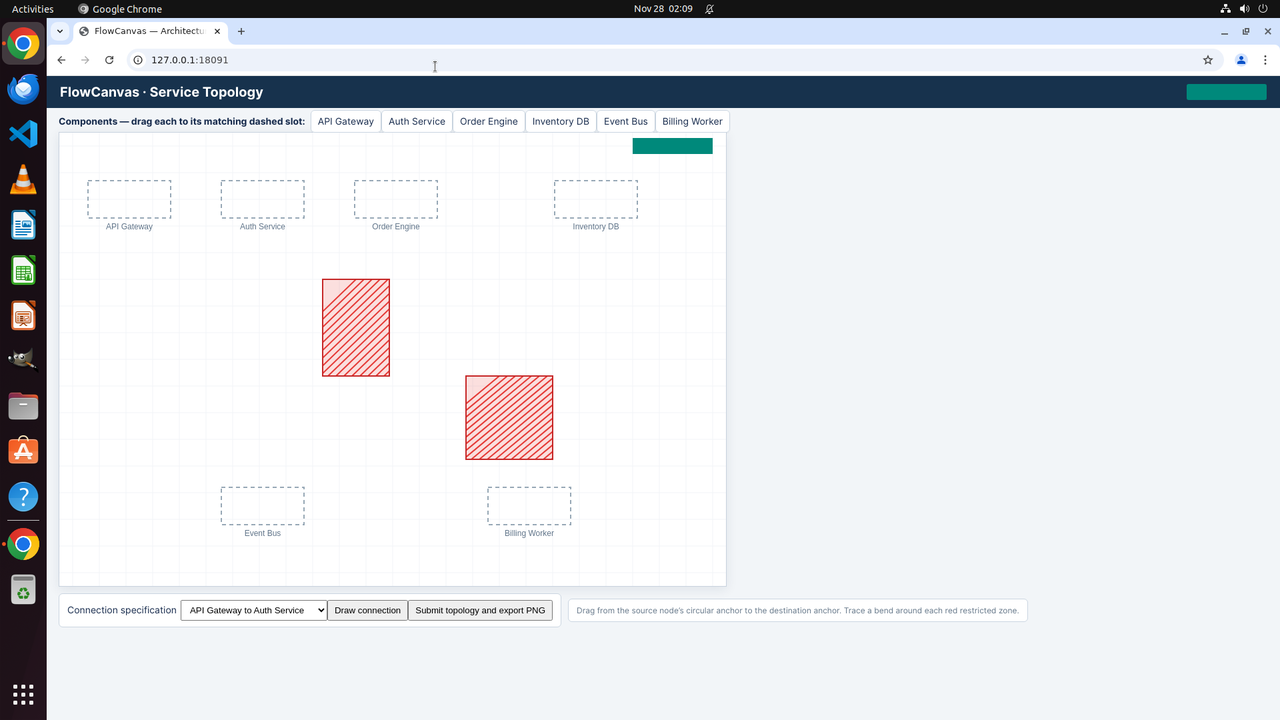 Activities
Google Chrome
Nov 28 02:09
FlowCanvas — Architectu
127.0.0.1:18091
FlowCanvas · Service Topology
Components — drag each to its matching dashed slot:
API Gateway
Auth Service
Order Engine
Inventory DB
Event Bus
Billing Worker
API Gateway
Auth Service
Order Engine
Inventory DB
Event Bus
Billing Worker
Connection specification
API Gateway to Auth Service
Draw connection
Submit topology and export PNG
Drag from the source node's circular anchor to the destination anchor. Trace a bend around each red restricted zone.